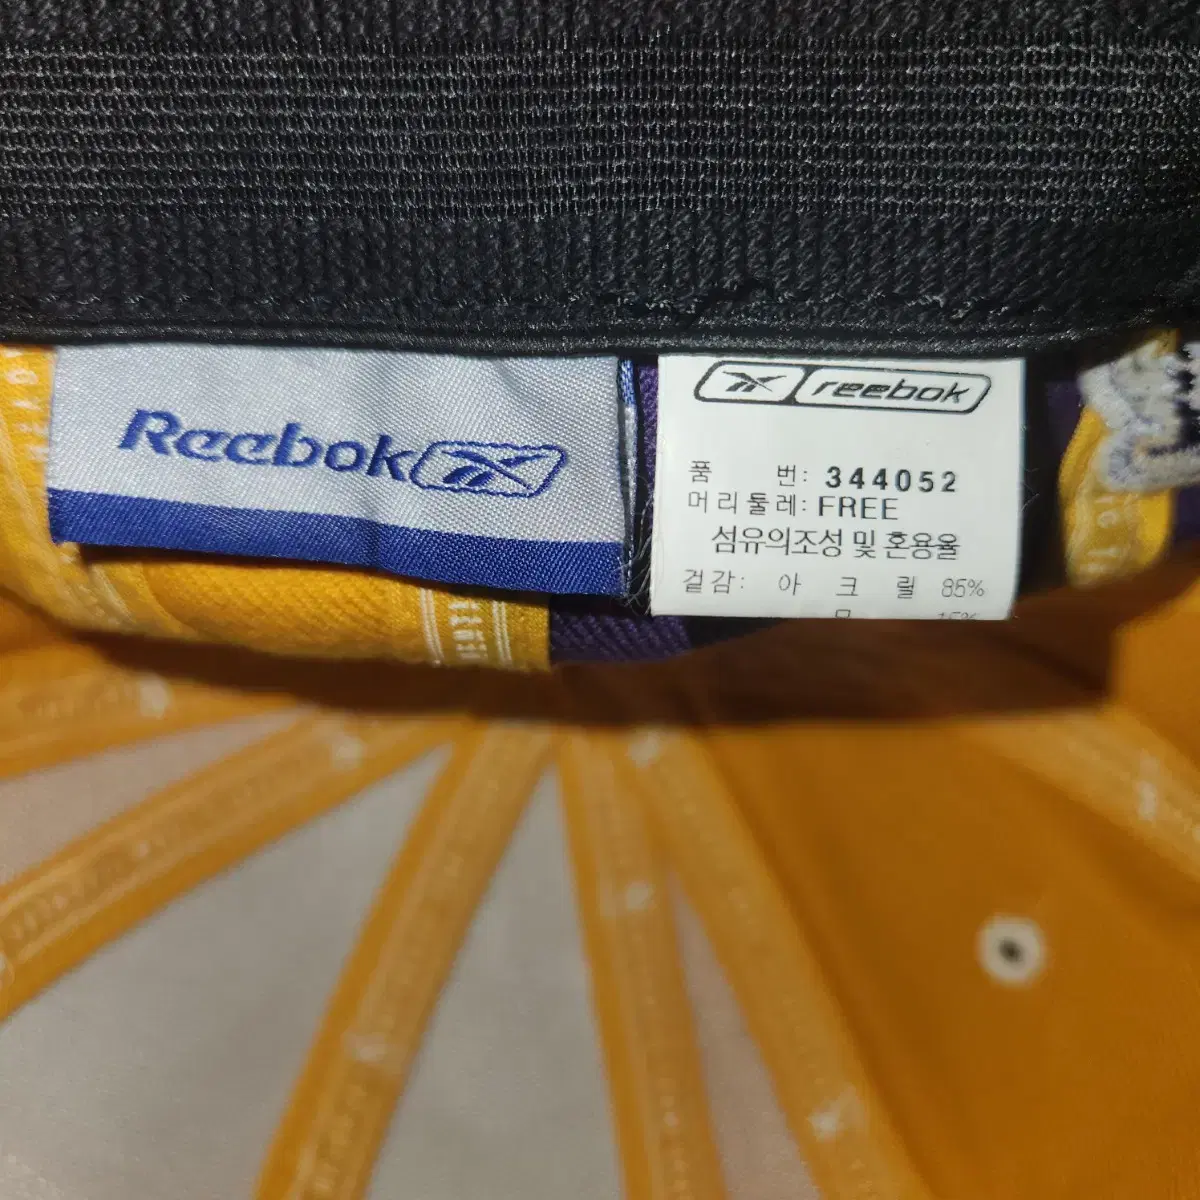 Reebok
reebok
품 번: 344052
머리둘레: FREE
섬유의조성 및 혼용율
겉감: 아 크 릴 85%